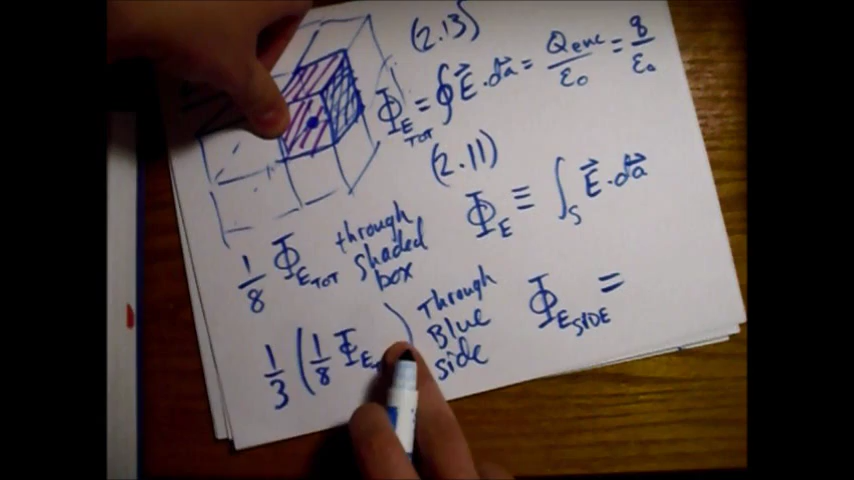 (2.13)
Φ_E_TOT = ∮ E⃗ · da⃗ = Q_enc/ε₀ = q/ε₀
(2.11)
Φ_E ≡ ∫_S E⃗ · da⃗
1/8 Φ_E_TOT through shaded box
1/3 (1/8 Φ_E ) Through Blue side
Φ_E_SIDE =